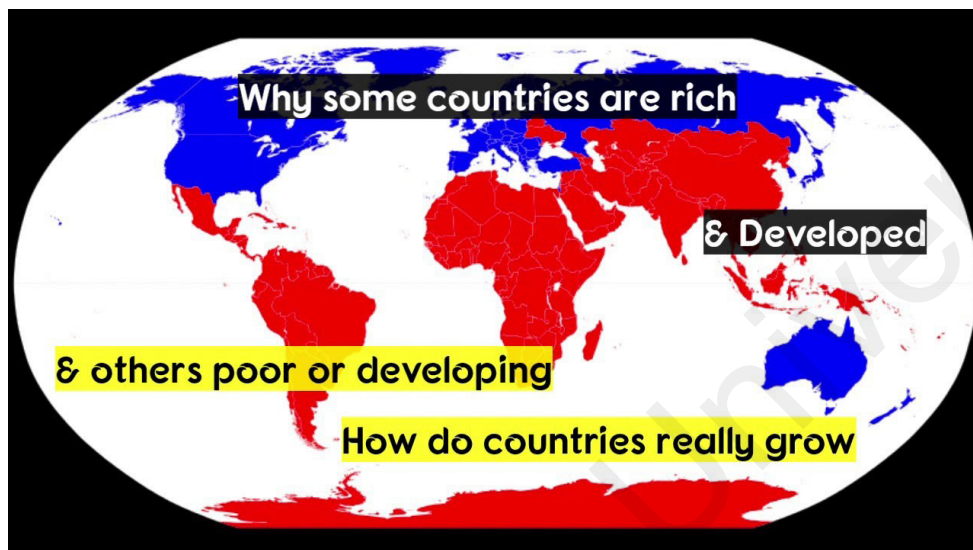 Why some countries are rich
& Developed
& others poor or developing
How do countries really grow